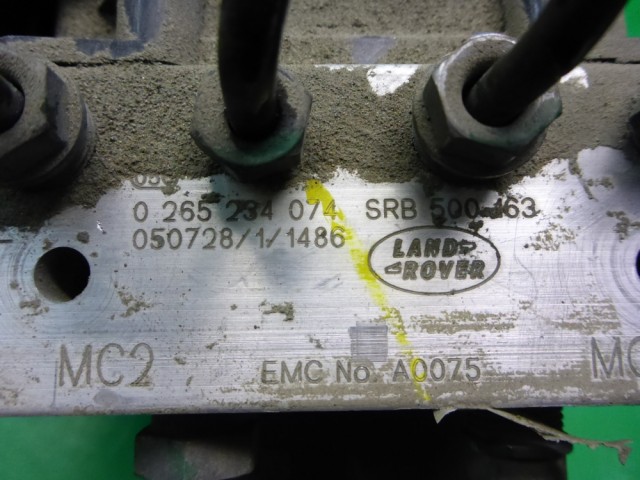 0 265 234 074 SRB 500 163
050728/1/1486
LAND
ROVER
MC2
EMC No. A0075